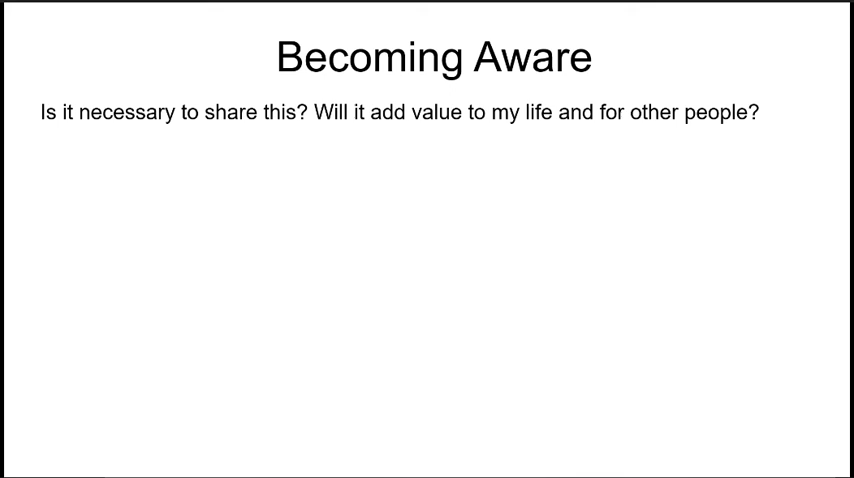 Becoming Aware
Is it necessary to share this? Will it add value to my life and for other people?